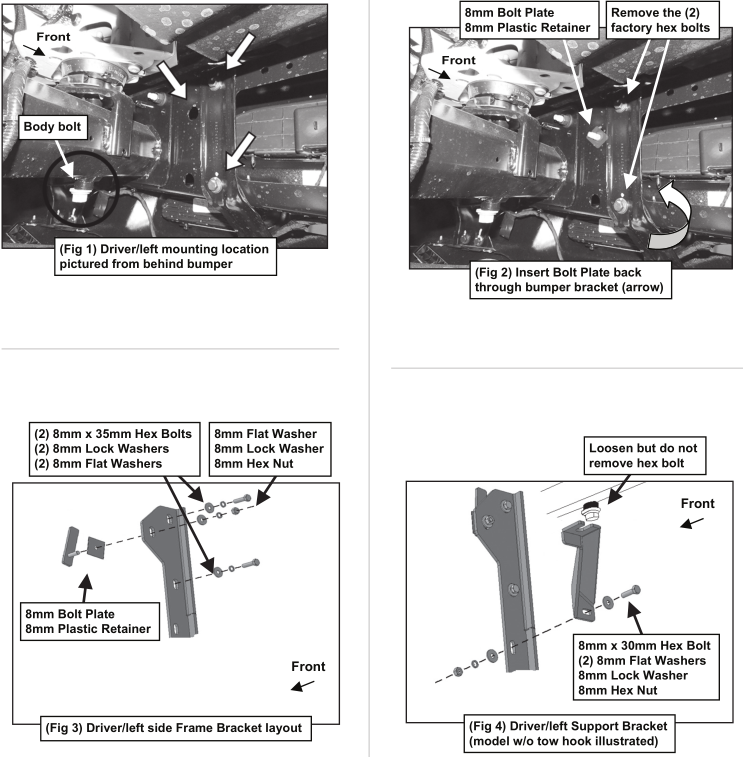 Front
Body bolt
(Fig 1) Driver/left mounting location
pictured from behind bumper
8mm Bolt Plate
8mm Plastic Retainer
Remove the (2)
factory hex bolts
Front
(Fig 2) Insert Bolt Plate back
through bumper bracket (arrow)
(2) 8mm x 35mm Hex Bolts
(2) 8mm Lock Washers
(2) 8mm Flat Washers
8mm Flat Washer
8mm Lock Washer
8mm Hex Nut
8mm Bolt Plate
8mm Plastic Retainer
Front
(Fig 3) Driver/left side Frame Bracket layout
Loosen but do not
remove hex bolt
Front
8mm x 30mm Hex Bolt
(2) 8mm Flat Washers
8mm Lock Washer
8mm Hex Nut
(Fig 4) Driver/left Support Bracket
(model w/o tow hook illustrated)